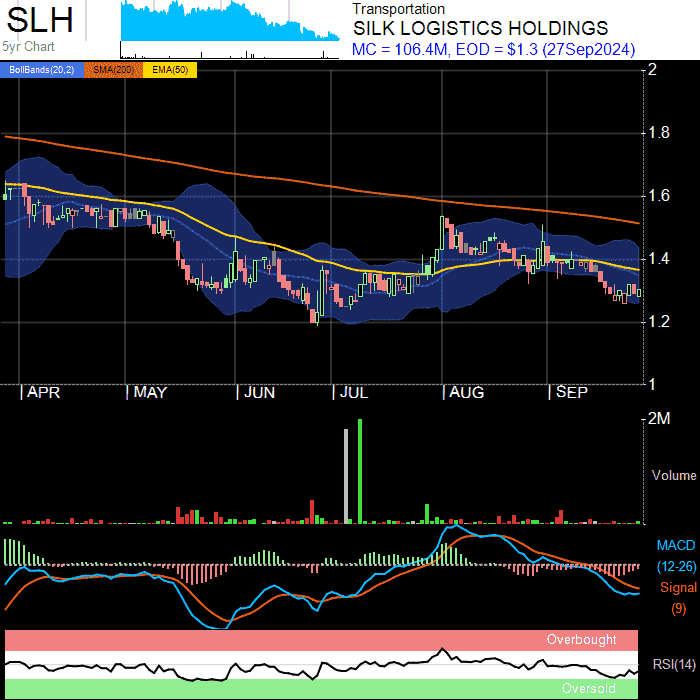 SLH
5yr Chart
Transportation
SILK LOGISTICS HOLDINGS
MC = 106.4M, EOD = $1.3 (27Sep2024)
BollBands(20,2) SMA(200) EMA(50)
2
1.8
1.6
1.4
1.2
1
APR MAY JUN JUL AUG SEP
2M
Volume
MACD
(12-26)
Signal
(9)
Overbought
RSI(14)
Oversold